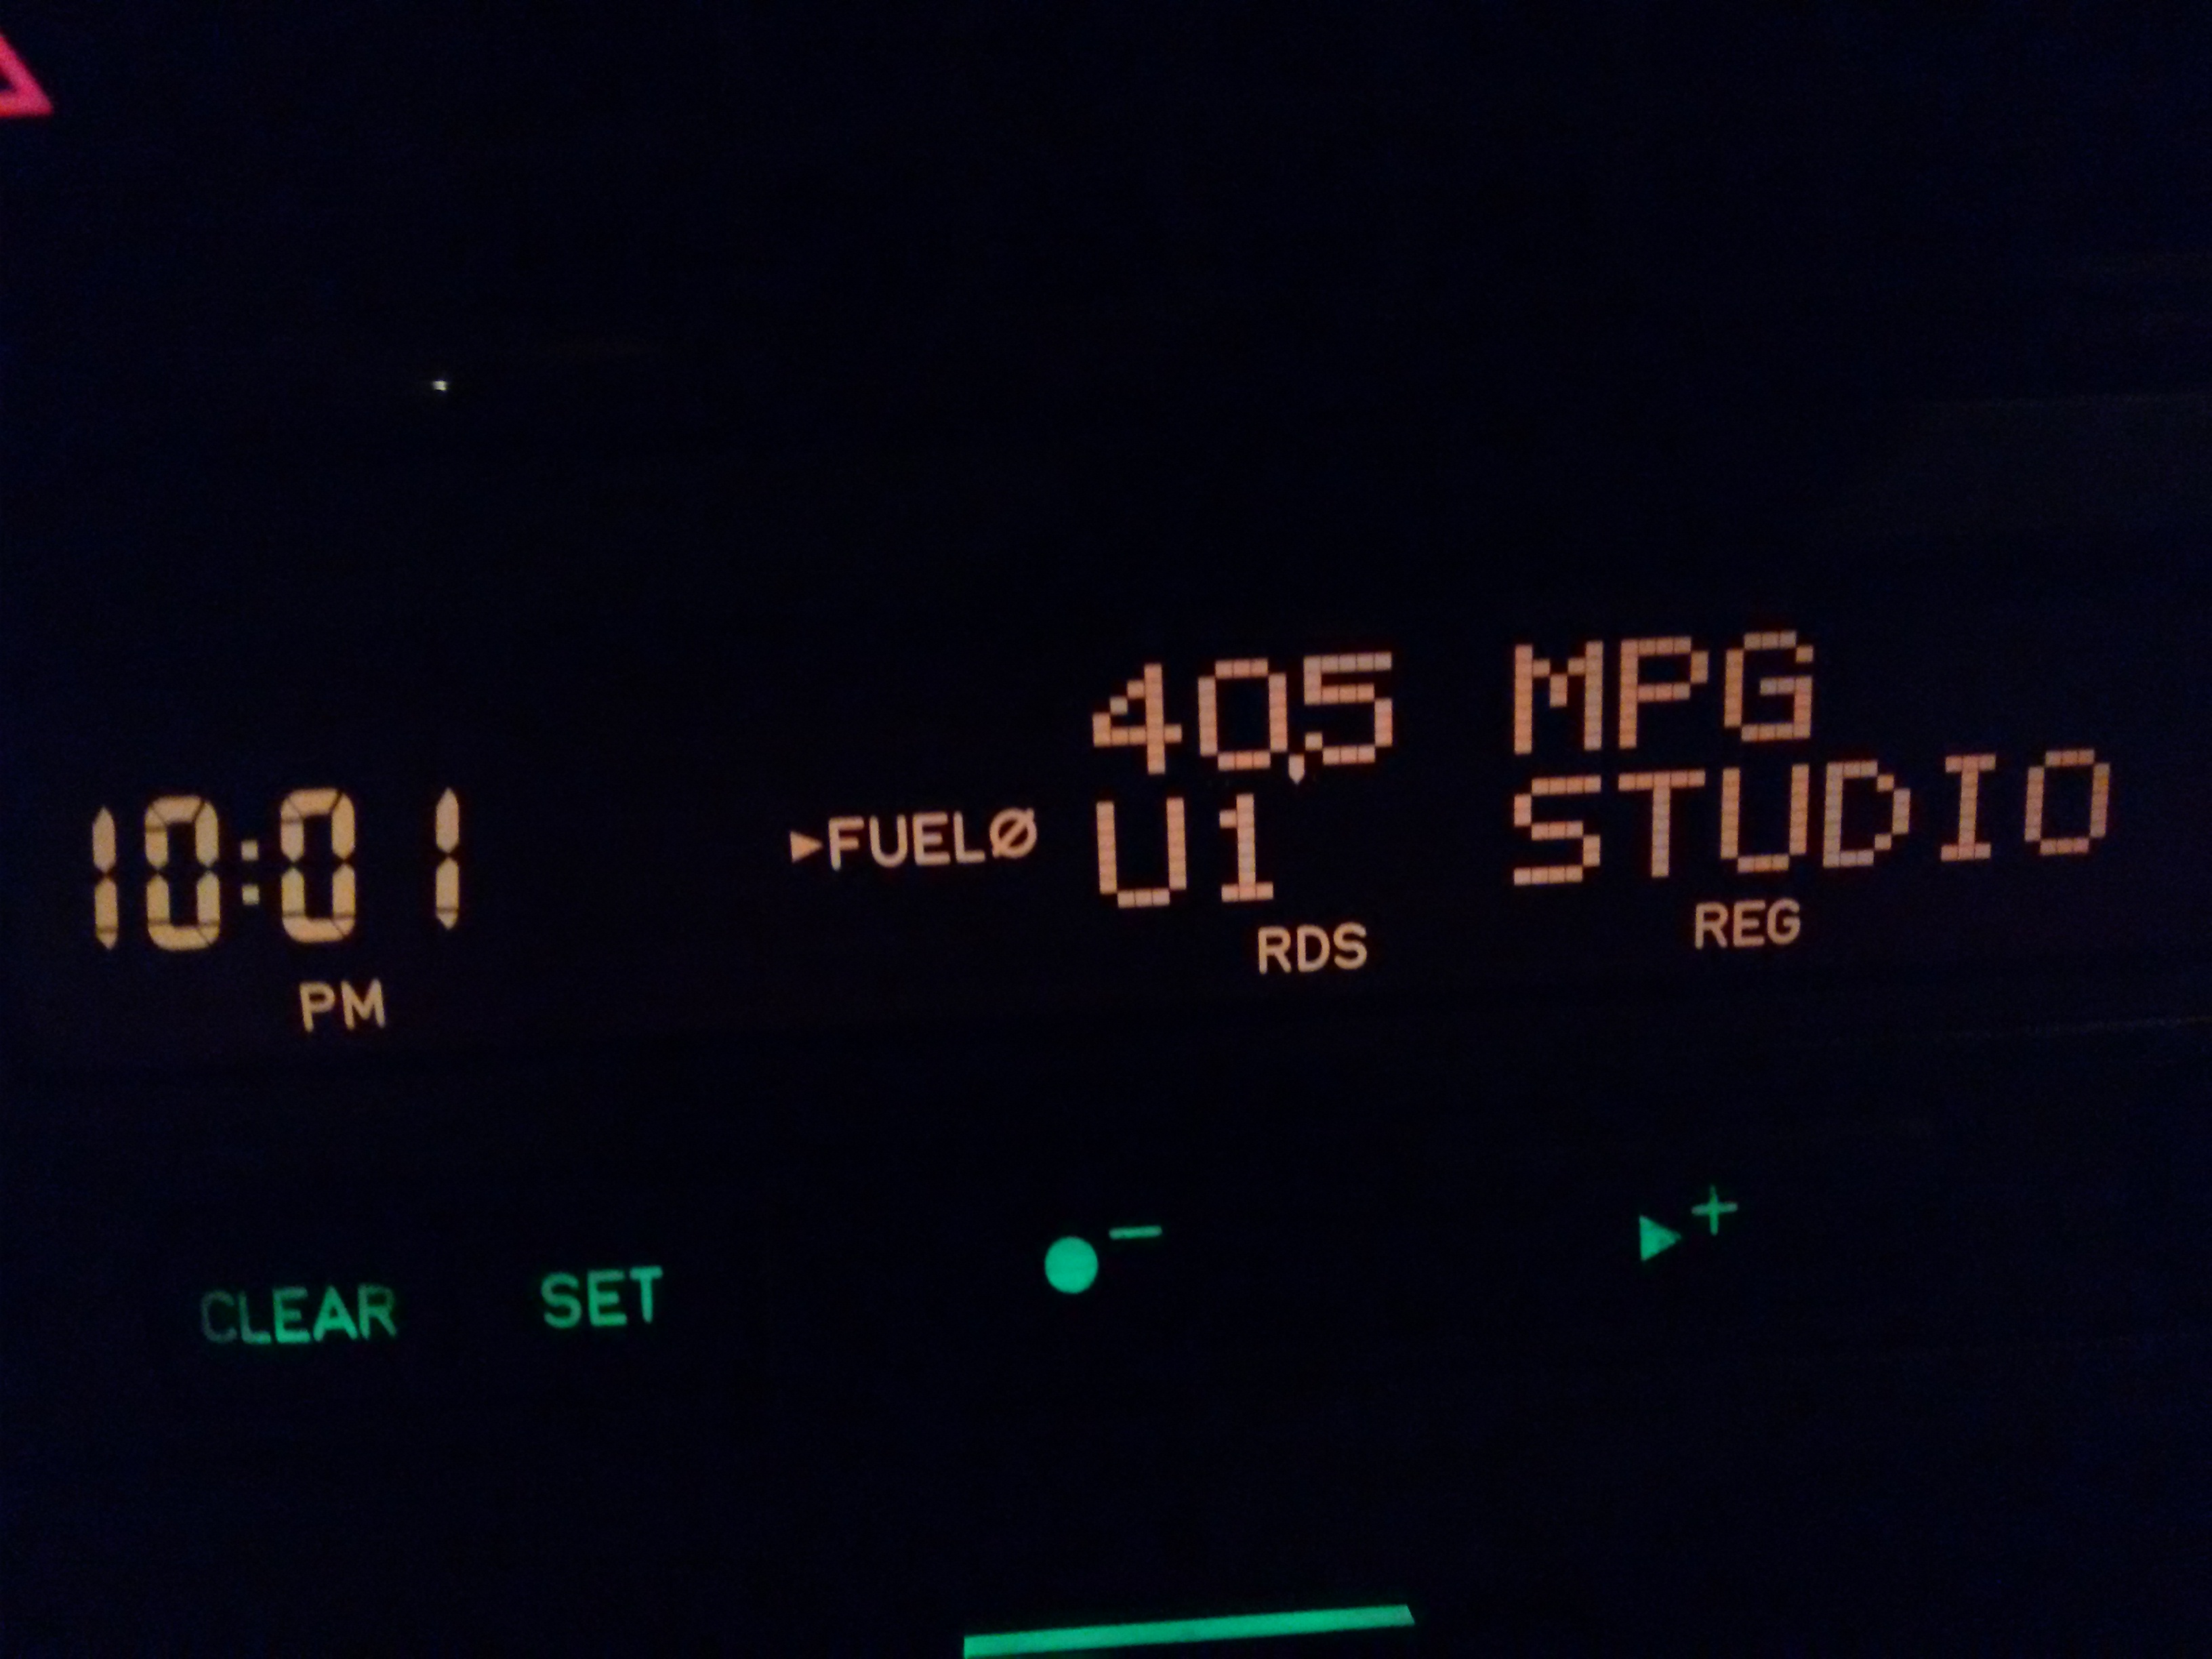 40,5 MPG
10:01 ▶FUELØ U1 STUDIO
PM RDS REG
CLEAR SET - +